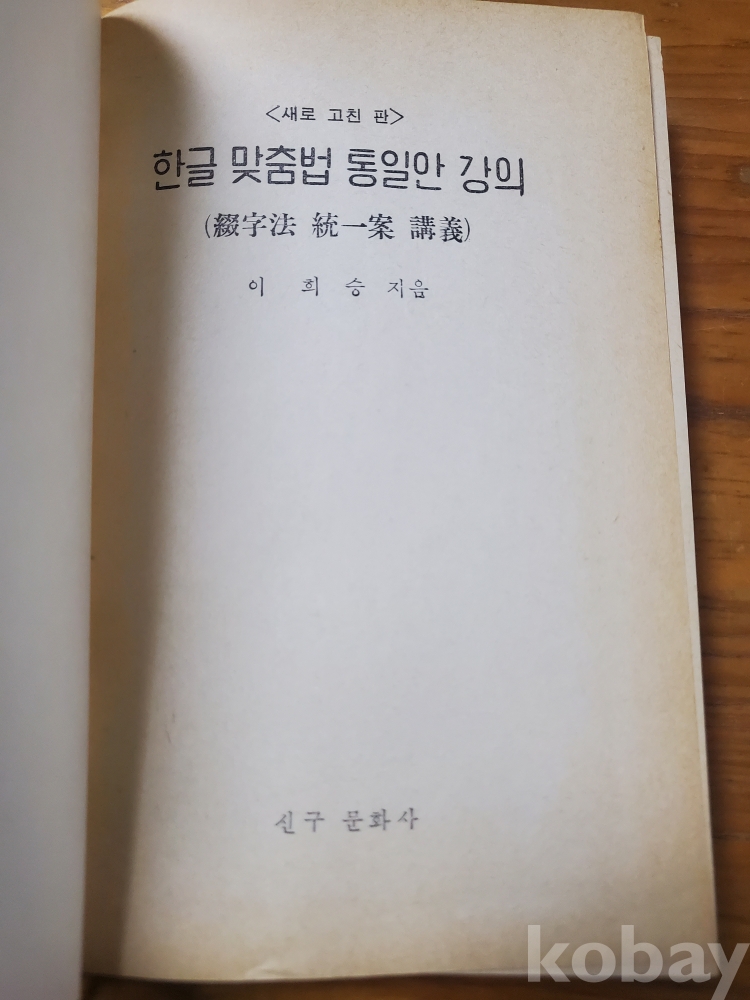 <새로 고친 판>
한글 맞춤법 통일안 강의
(綴字法 統一案 講義)
이 희 승 지음
신구 문화사
kobay